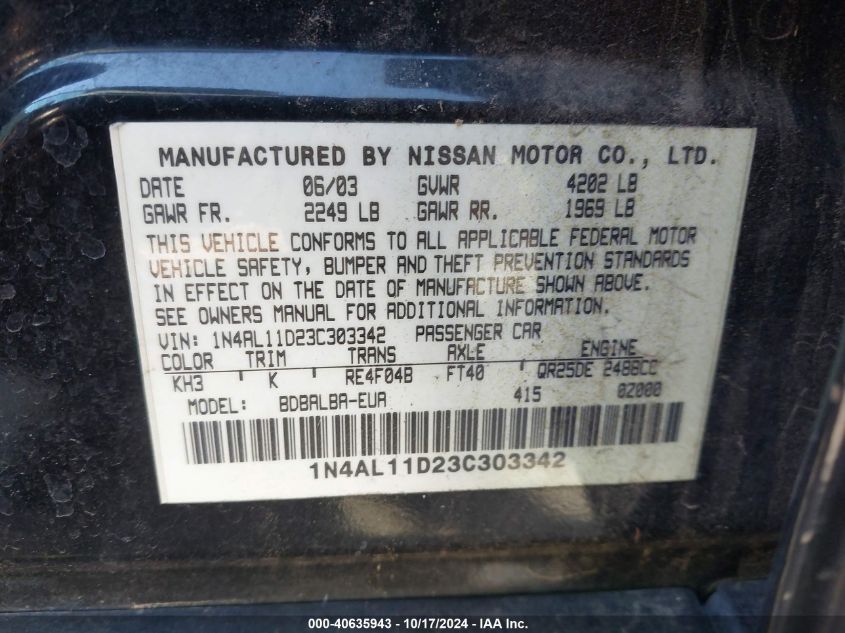 MANUFACTURED BY NISSAN MOTOR CO., LTD.
DATE 06/03 GVWR 4202 LB
GAWR FR. 2249 LB GAWR RR. 1969 LB
THIS VEHICLE CONFORMS TO ALL APPLICABLE FEDERAL MOTOR
VEHICLE SAFETY, BUMPER AND THEFT PREVENTION STANDARDS
IN EFFECT ON THE DATE OF MANUFACTURE SHOWN ABOVE.
SEE OWNERS MANUAL FOR ADDITIONAL INFORMATION.
VIN: 1N4AL11D23C303342 PASSENGER CAR
COLOR TRIM TRANS AXLE ENGINE
KH3 K RE4F04B FT40 QR25DE 2488CC
MODEL: BDBALBA-EUA 415 0Z000
1N4AL11D23C303342
000-40635943 - 10/17/2024 - IAA Inc.